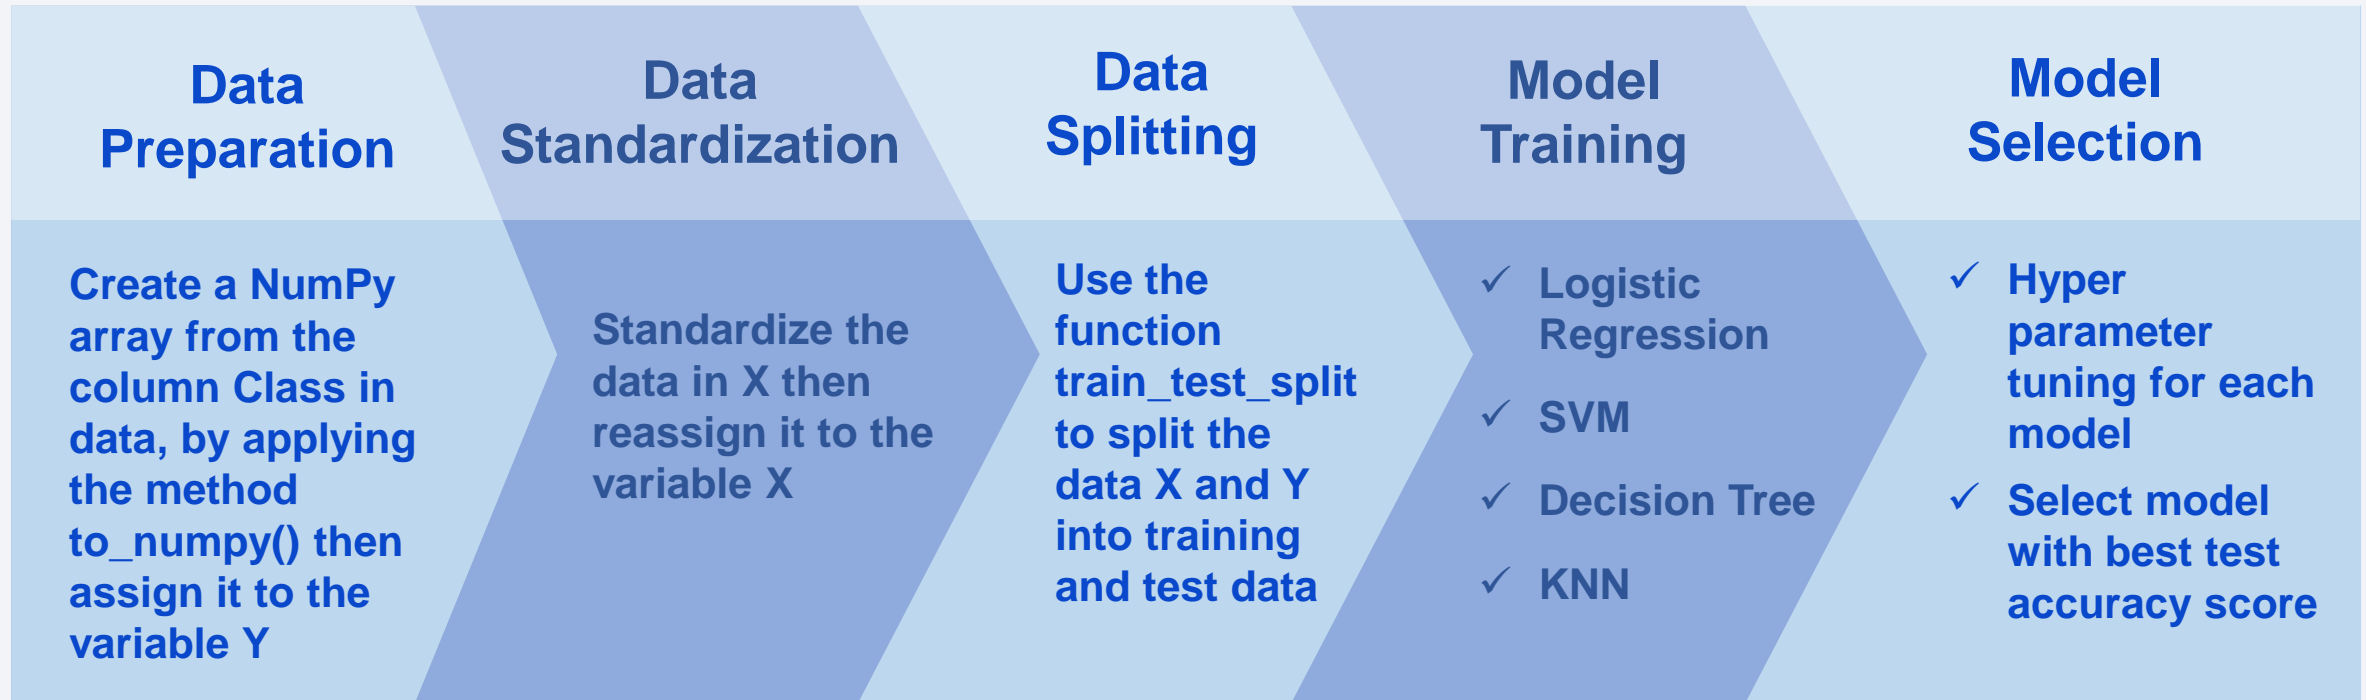 Data
Preparation
Create a NumPy
array from the
column Class in
data, by applying
the method
to_numpy() then
assign it to the
variable Y
Data
Standardization
Standardize the
data in X then
reassign it to the
variable X
Data
Splitting
Use the
function
train_test_split
to split the
data X and Y
into training
and test data
Model
Training
✓ Logistic
Regression
✓ SVM
✓ Decision Tree
✓ KNN
Model
Selection
✓ Hyper
parameter
tuning for each
model
✓ Select model
with best test
accuracy score